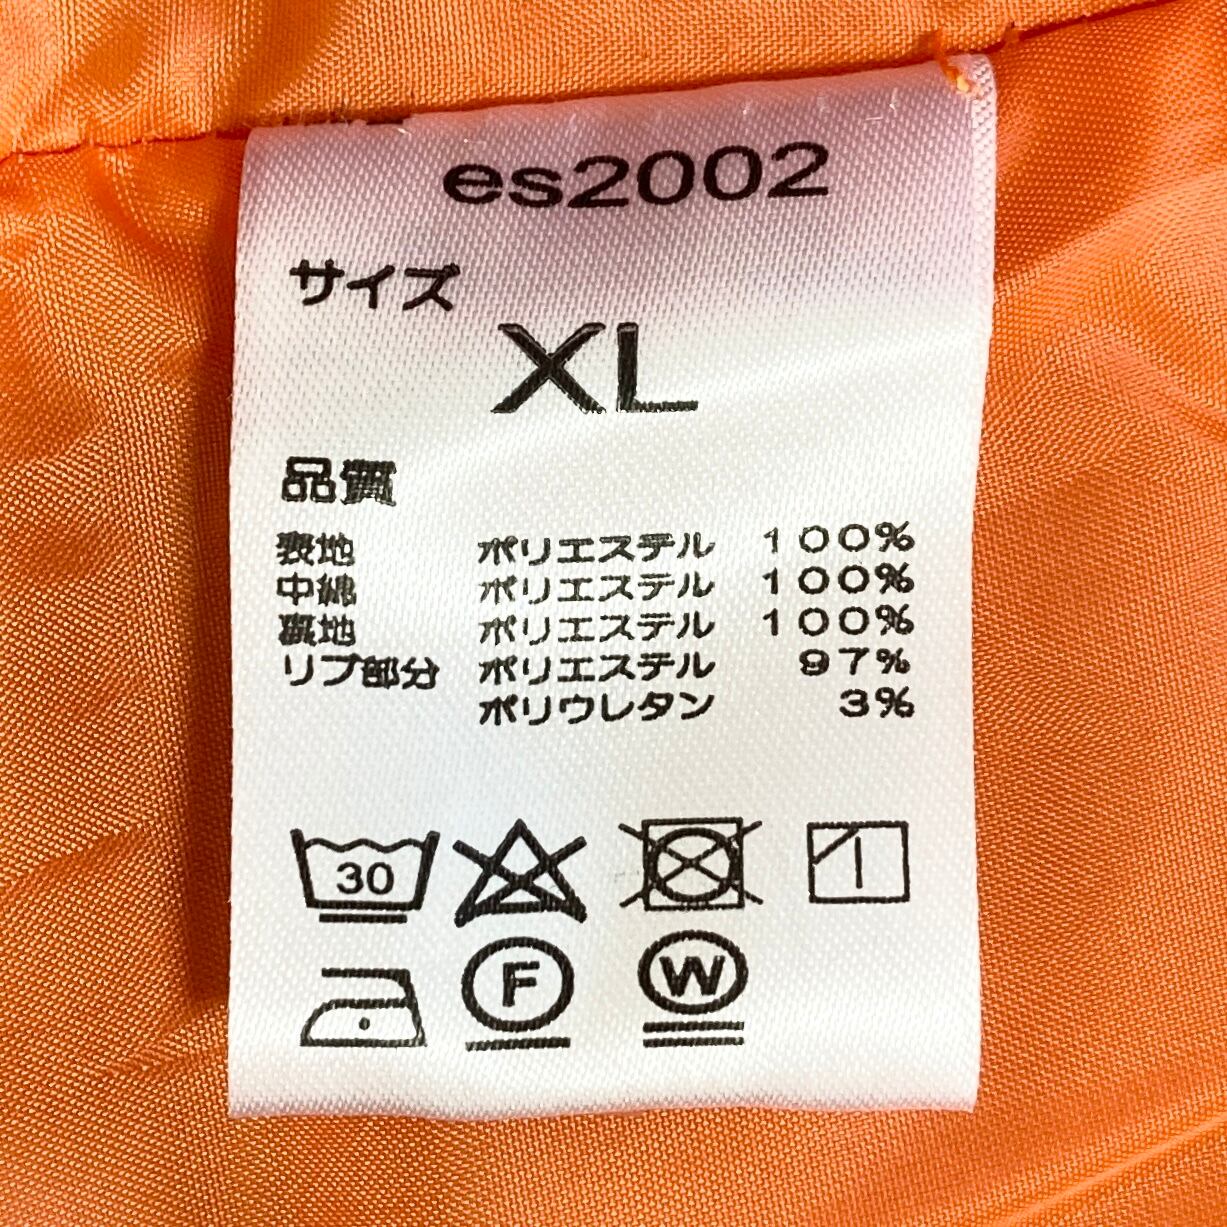 es2002
サイズ
XL
品質
表地 ポリエステル 100%
中綿 ポリエステル 100%
裏地 ポリエステル 100%
リブ部分 ポリエステル 97%
ポリウレタン 3%
30
F W